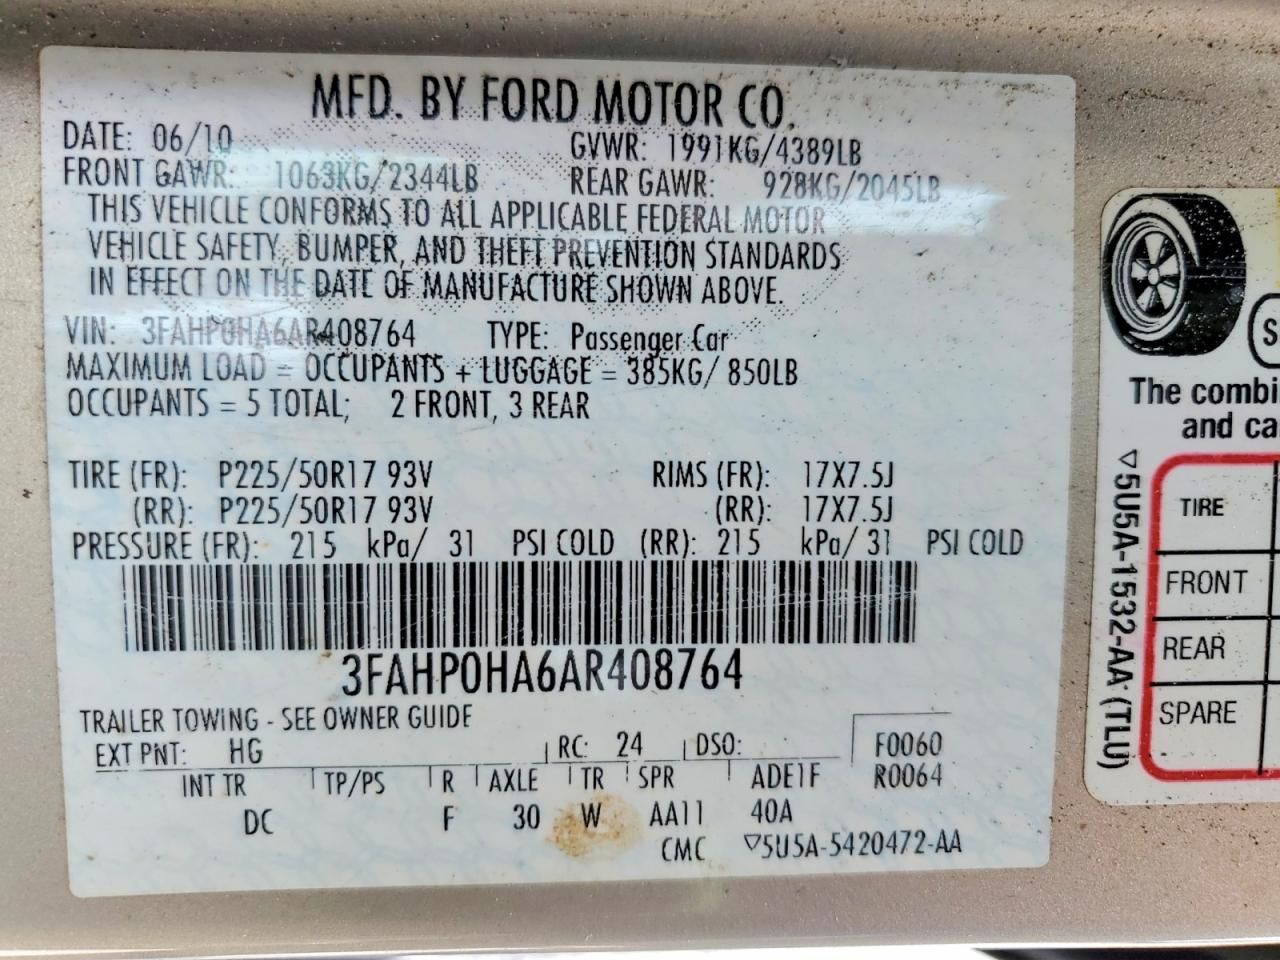 MFD. BY FORD MOTOR CO.
DATE: 06/10 GVWR: 1991KG/4389LB
FRONT GAWR: 1063KG/2344LB REAR GAWR: 928KG/2045LB
THIS VEHICLE CONFORMS TO ALL APPLICABLE FEDERAL MOTOR
VEHICLE SAFETY, BUMPER, AND THEFT PREVENTION STANDARDS
IN EFFECT ON THE DATE OF MANUFACTURE SHOWN ABOVE.
VIN: 3FAHP0HA6AR408764 TYPE: Passenger Car
MAXIMUM LOAD = OCCUPANTS + LUGGAGE = 385KG/ 850LB
OCCUPANTS = 5 TOTAL; 2 FRONT, 3 REAR
TIRE (FR): P225/50R17 93V RIMS (FR): 17X7.5J
(RR): P225/50R17 93V (RR): 17X7.5J
PRESSURE (FR): 215 kPa/ 31 PSI COLD (RR): 215 kPa/ 31 PSI COLD
3FAHP0HA6AR408764
TRAILER TOWING - SEE OWNER GUIDE
EXT PNT: HG RC: 24 DSO: F0060
INT TR TP/PS R AXLE TR SPR ADE1F R0064
DC F 30 W AA11 40A
CMC ▽5U5A-5420472-AA
S
The combi
and ca
TIRE
FRONT
REAR
SPARE
▽5U5A-1532-AA (TLU)